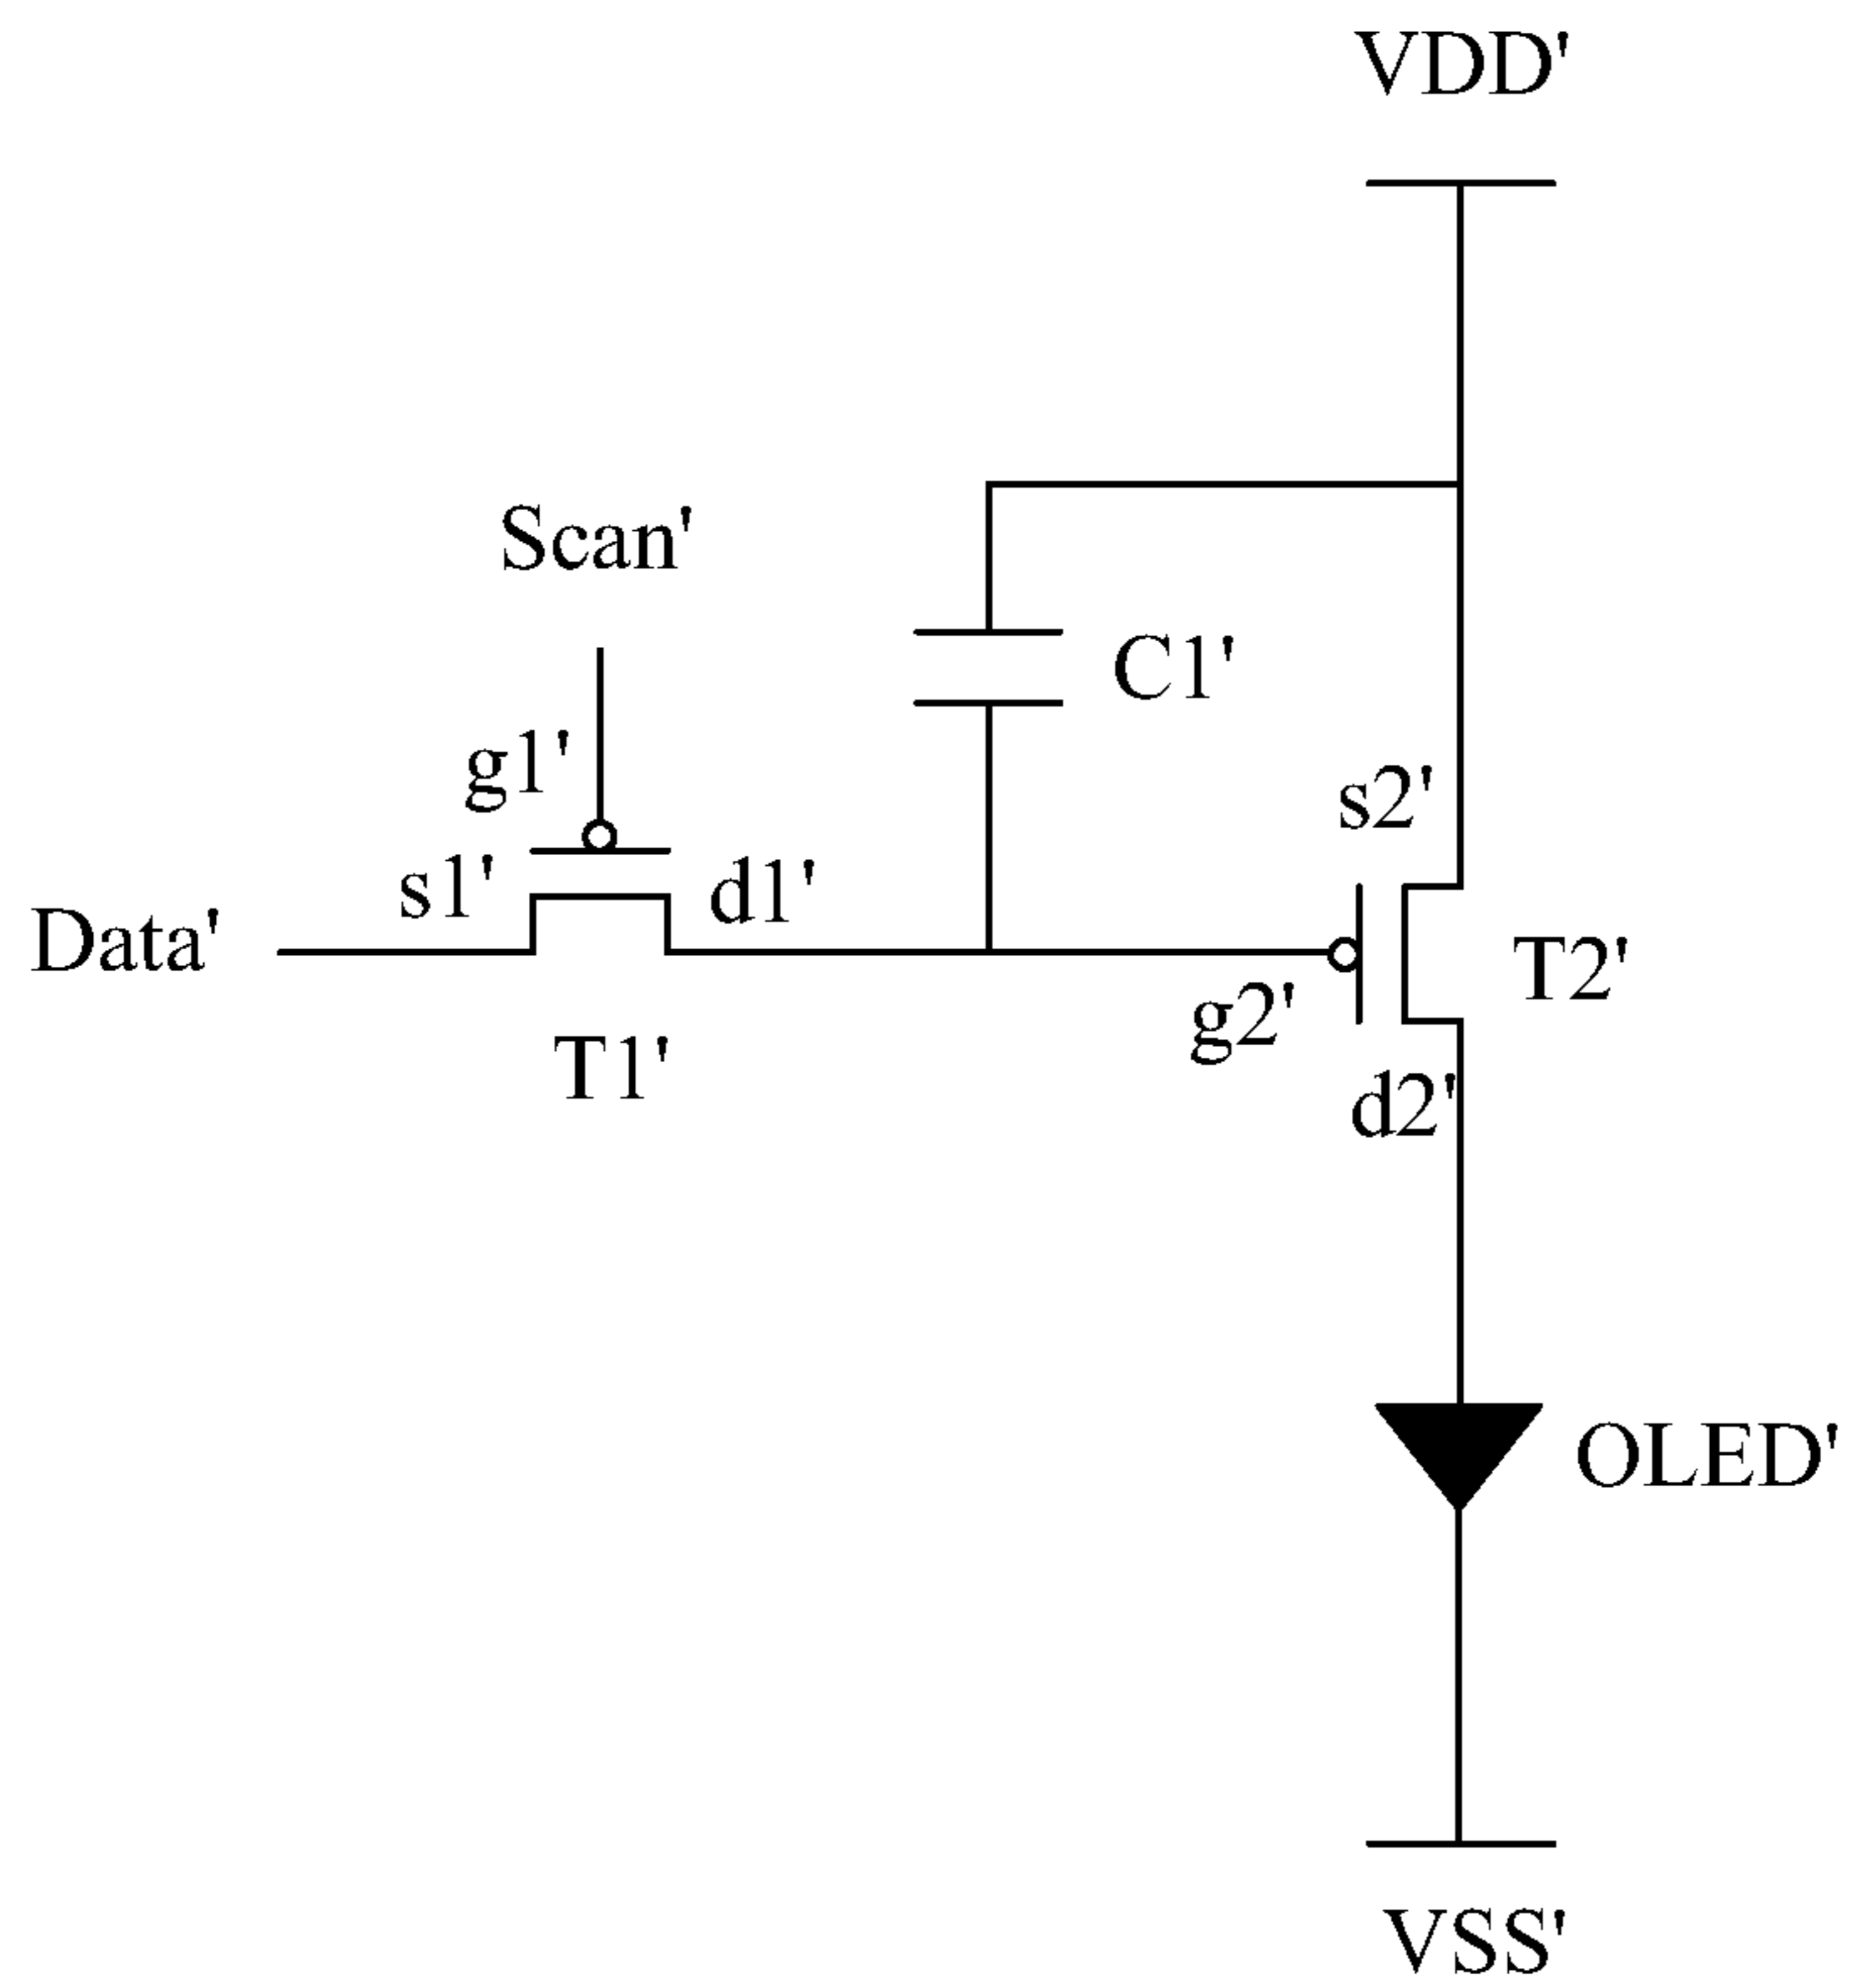 VDD'
Scan'
C1'
g1'
s2'
s1'
d1'
Data'
T2'
g2'
T1'
d2'
OLED'
VSS'